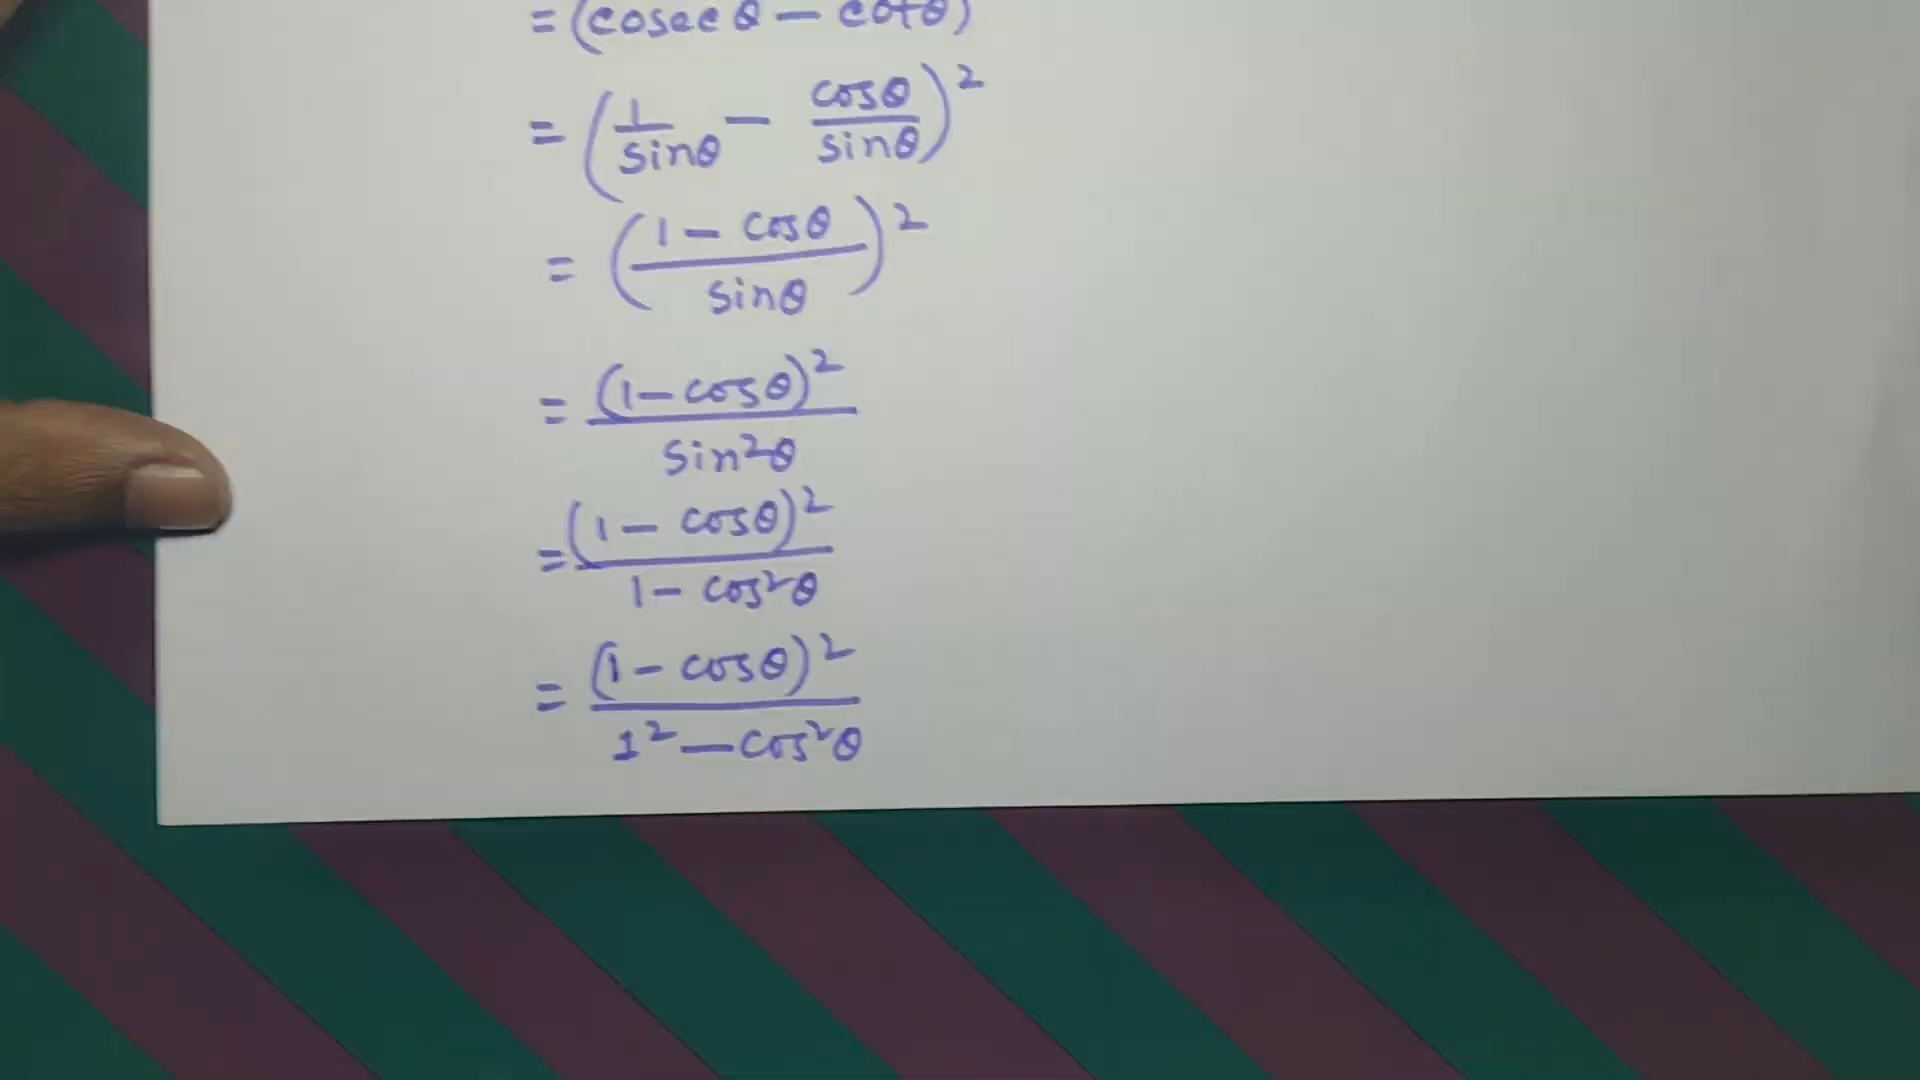 = (cosec θ − cotθ)
= (1/sinθ − cosθ/sinθ)²
= (1 − cosθ/sinθ)²
= (1−cosθ)²/sin²θ
= (1 − cosθ)²/1 − cos²θ
= (1 − cosθ)²/1² − cos²θ